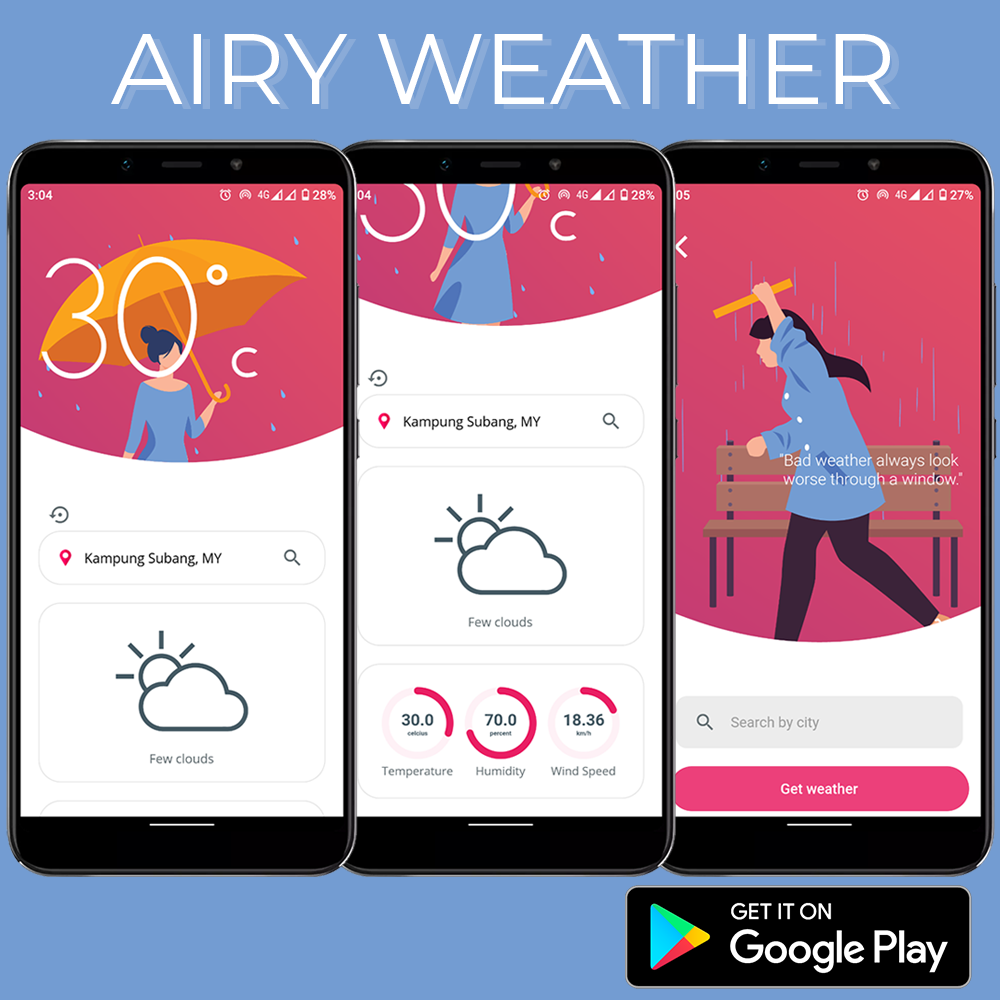 AIRY WEATHER
3:04
4G
28%
30°
C
Kampung Subang, MY
Few clouds
04
4G
28%
30
C
Kampung Subang, MY
Few clouds
30.0
celcius
Temperature
70.0
percent
Humidity
18.36
km/h
Wind Speed
05
4G
27%
"Bad weather always look
worse through a window."
Search by city
Get weather
GET IT ON
Google Play